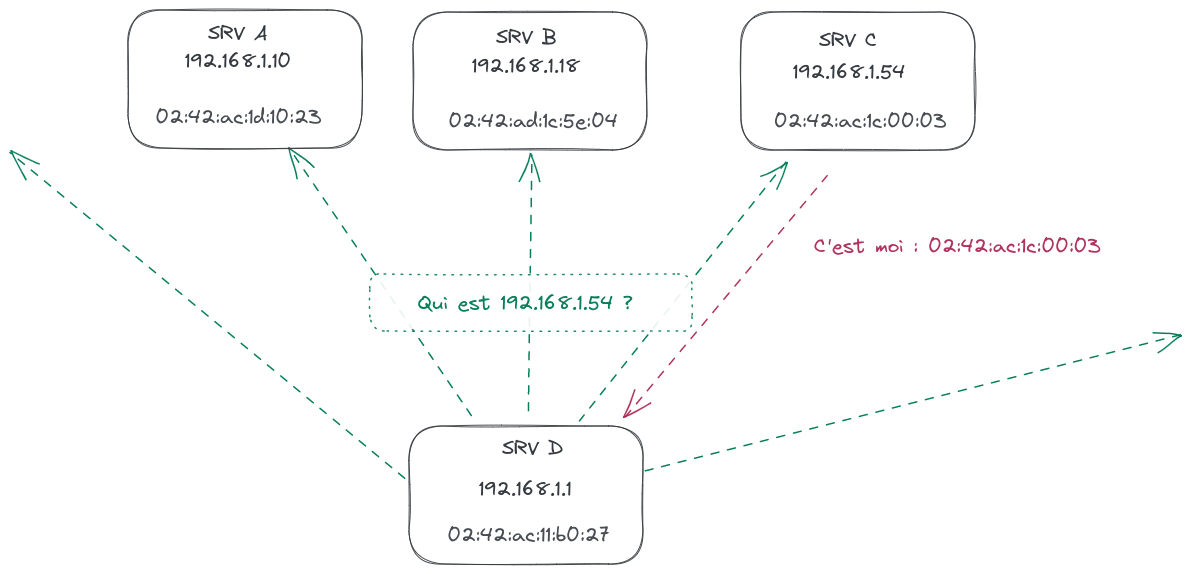 SRV A
192.168.1.10
02:42:ac:1d:10:23
SRV B
192.168.1.18
02:42:ad:1c:5e:04
SRV C
192.168.1.54
02:42:ac:1c:00:03
C'est moi : 02:42:ac:1c:00:03
Qui est 192.168.1.54 ?
SRV D
192.168.1.1
02:42:ac:11:b0:27